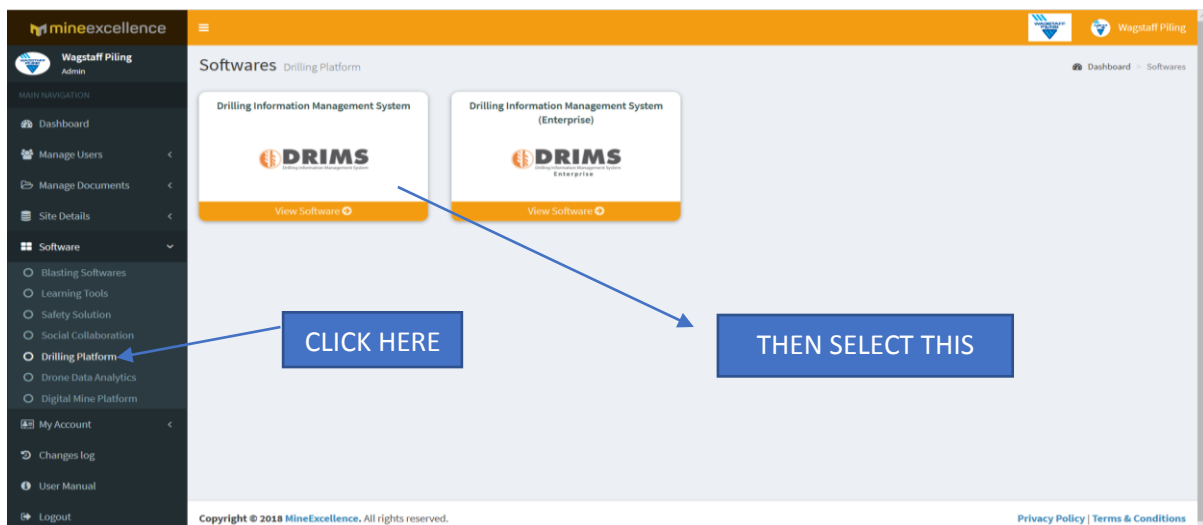 mineexcellence
WAGSTAFF PILING
Wagstaff Piling
Wagstaff Piling
Admin
Softwares Drilling Platform
Dashboard > Softwares
MAIN NAVIGATION
Dashboard
Manage Users
Manage Documents
Site Details
Software
Blasting Softwares
Learning Tools
Safety Solution
Social Collaboration
Drilling Platform
Drone Data Analytics
Digital Mine Platform
My Account
Changes log
User Manual
Logout
Drilling Information Management System
DRIMS
Drilling Information Management System
View Software
Drilling Information Management System
(Enterprise)
DRIMS
Drilling Information Management System
Enterprise
View Software
CLICK HERE
THEN SELECT THIS
Copyright © 2018 MineExcellence. All rights reserved.
Privacy Policy | Terms & Conditions